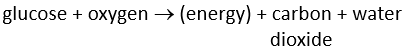 glucose + oxygen → (energy) + carbon + water
dioxide